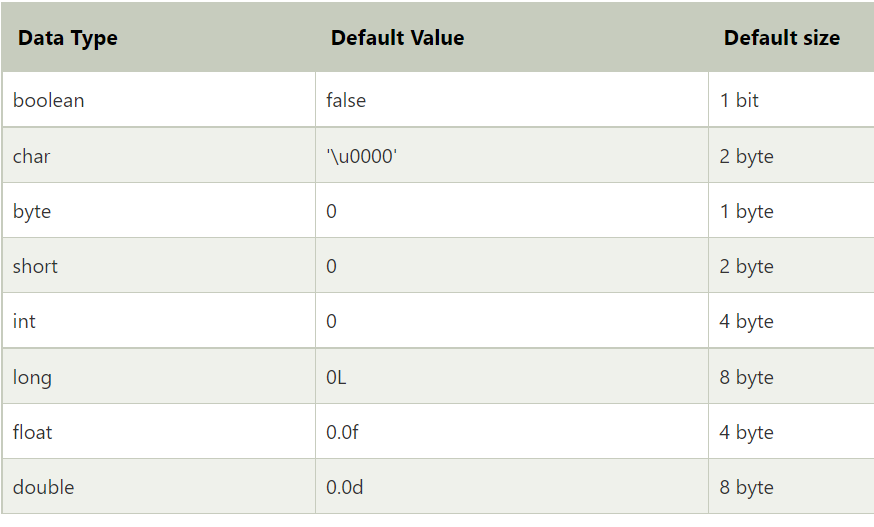 Data Type Default Value Default size
boolean false 1 bit
char '\u0000' 2 byte
byte 0 1 byte
short 0 2 byte
int 0 4 byte
long 0L 8 byte
float 0.0f 4 byte
double 0.0d 8 byte